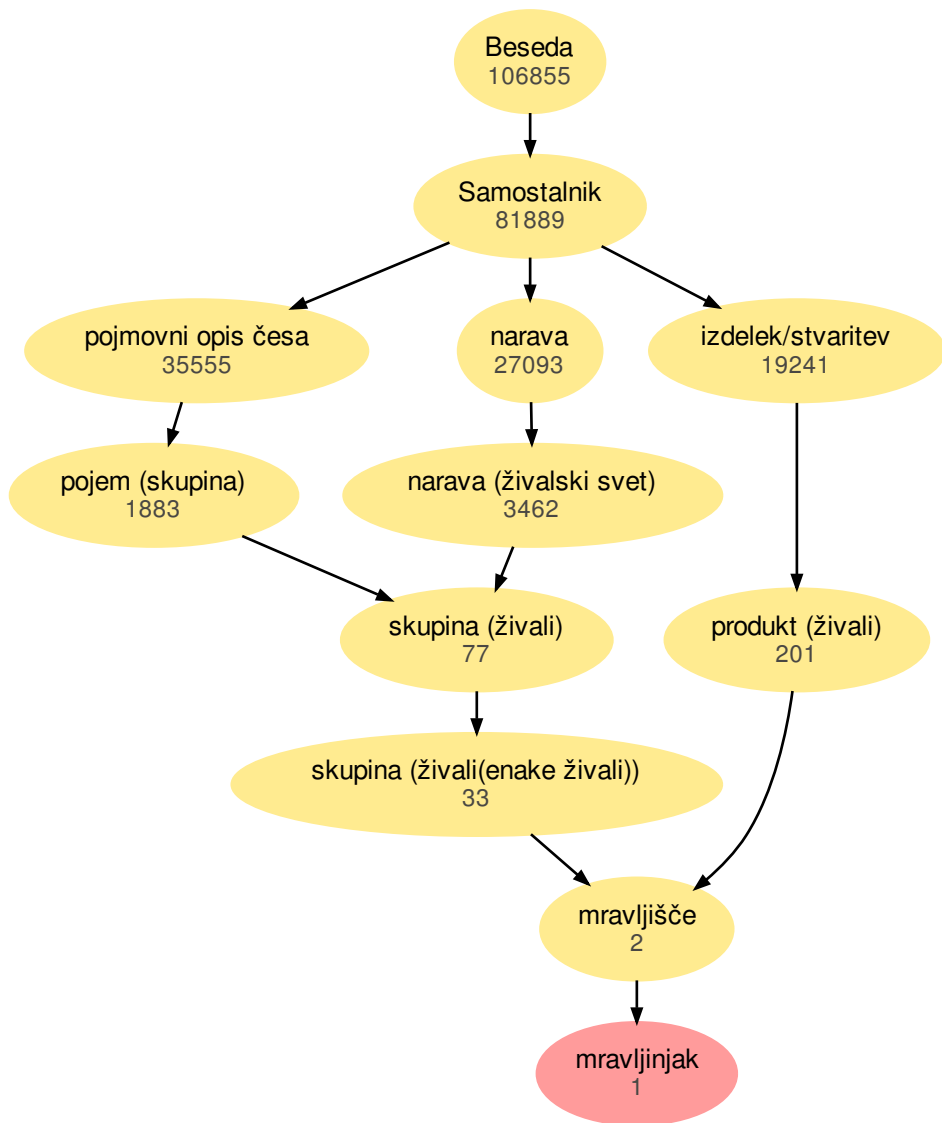 Beseda
106855
Samostalnik
81889
pojmovni opis česa
35555
narava
27093
izdelek/stvaritev
19241
pojem (skupina)
1883
narava (živalski svet)
3462
skupina (živali)
77
produkt (živali)
201
skupina (živali(enake živali))
33
mravljišče
2
mravljinjak
1